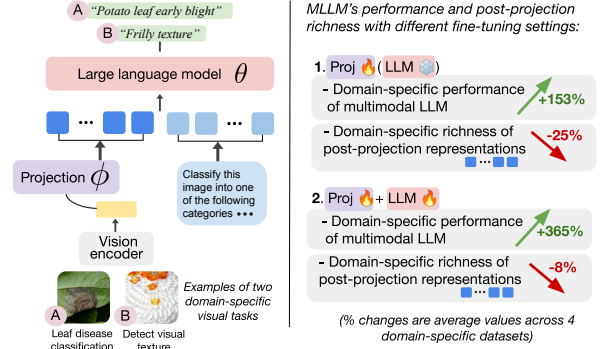 A "Potato leaf early blight"
B "Frilly texture"
Large language model θ
...
...
Projection ϕ
Classify this
image into one
of the following
categories •••
Vision
encoder
A
B
Leaf disease
classification
Detect visual
texture
Examples of two
domain-specific
visual tasks
MLLM's performance and post-projection
richness with different fine-tuning settings:
1. Proj (LLM)
- Domain-specific performance
of multimodal LLM
+153%
- Domain-specific richness of
post-projection representations
...
-25%
2. Proj + LLM
- Domain-specific performance
of multimodal LLM
+365%
- Domain-specific richness of
post-projection representations
...
-8%
(% changes are average values across 4
domain-specific datasets)